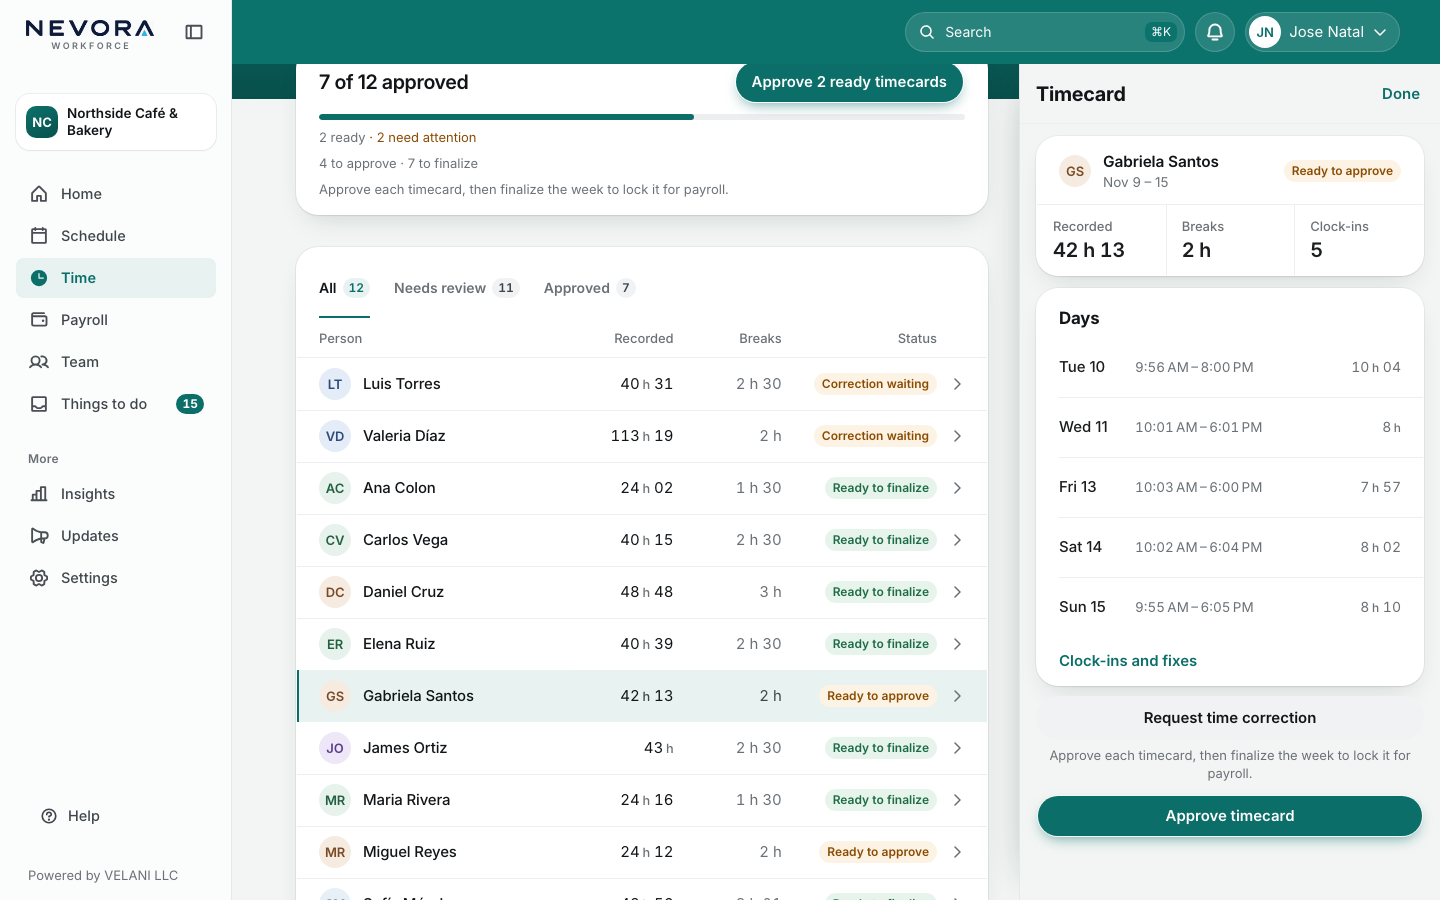 NEVORA
WORKFORCE
Search
⌘K
JN
Jose Natal
NC
Northside Café &
Bakery
Home
Schedule
Time
Payroll
Team
Things to do
15
More
Insights
Updates
Settings
Help
Powered by VELANI LLC
7 of 12 approved
Approve 2 ready timecards
2 ready · 2 need attention
4 to approve · 7 to finalize
Approve each timecard, then finalize the week to lock it for payroll.
All 12
Needs review 11
Approved 7
Person Recorded Breaks Status
LT Luis Torres 40 h 31 2 h 30 Correction waiting
VD Valeria Díaz 113 h 19 2 h Correction waiting
AC Ana Colon 24 h 02 1 h 30 Ready to finalize
CV Carlos Vega 40 h 15 2 h 30 Ready to finalize
DC Daniel Cruz 48 h 48 3 h Ready to finalize
ER Elena Ruiz 40 h 39 2 h 30 Ready to finalize
GS Gabriela Santos 42 h 13 2 h Ready to approve
JO James Ortiz 43 h 2 h 30 Ready to finalize
MR Maria Rivera 24 h 16 1 h 30 Ready to finalize
MR Miguel Reyes 24 h 12 2 h Ready to approve
Timecard
Done
GS
Gabriela Santos
Nov 9 – 15
Ready to approve
Recorded Breaks Clock-ins
42 h 13 2 h 5
Days
Tue 10 9:56 AM – 8:00 PM 10 h 04
Wed 11 10:01 AM – 6:01 PM 8 h
Fri 13 10:03 AM – 6:00 PM 7 h 57
Sat 14 10:02 AM – 6:04 PM 8 h 02
Sun 15 9:55 AM – 6:05 PM 8 h 10
Clock-ins and fixes
Request time correction
Approve each timecard, then finalize the week to lock it for
payroll.
Approve timecard